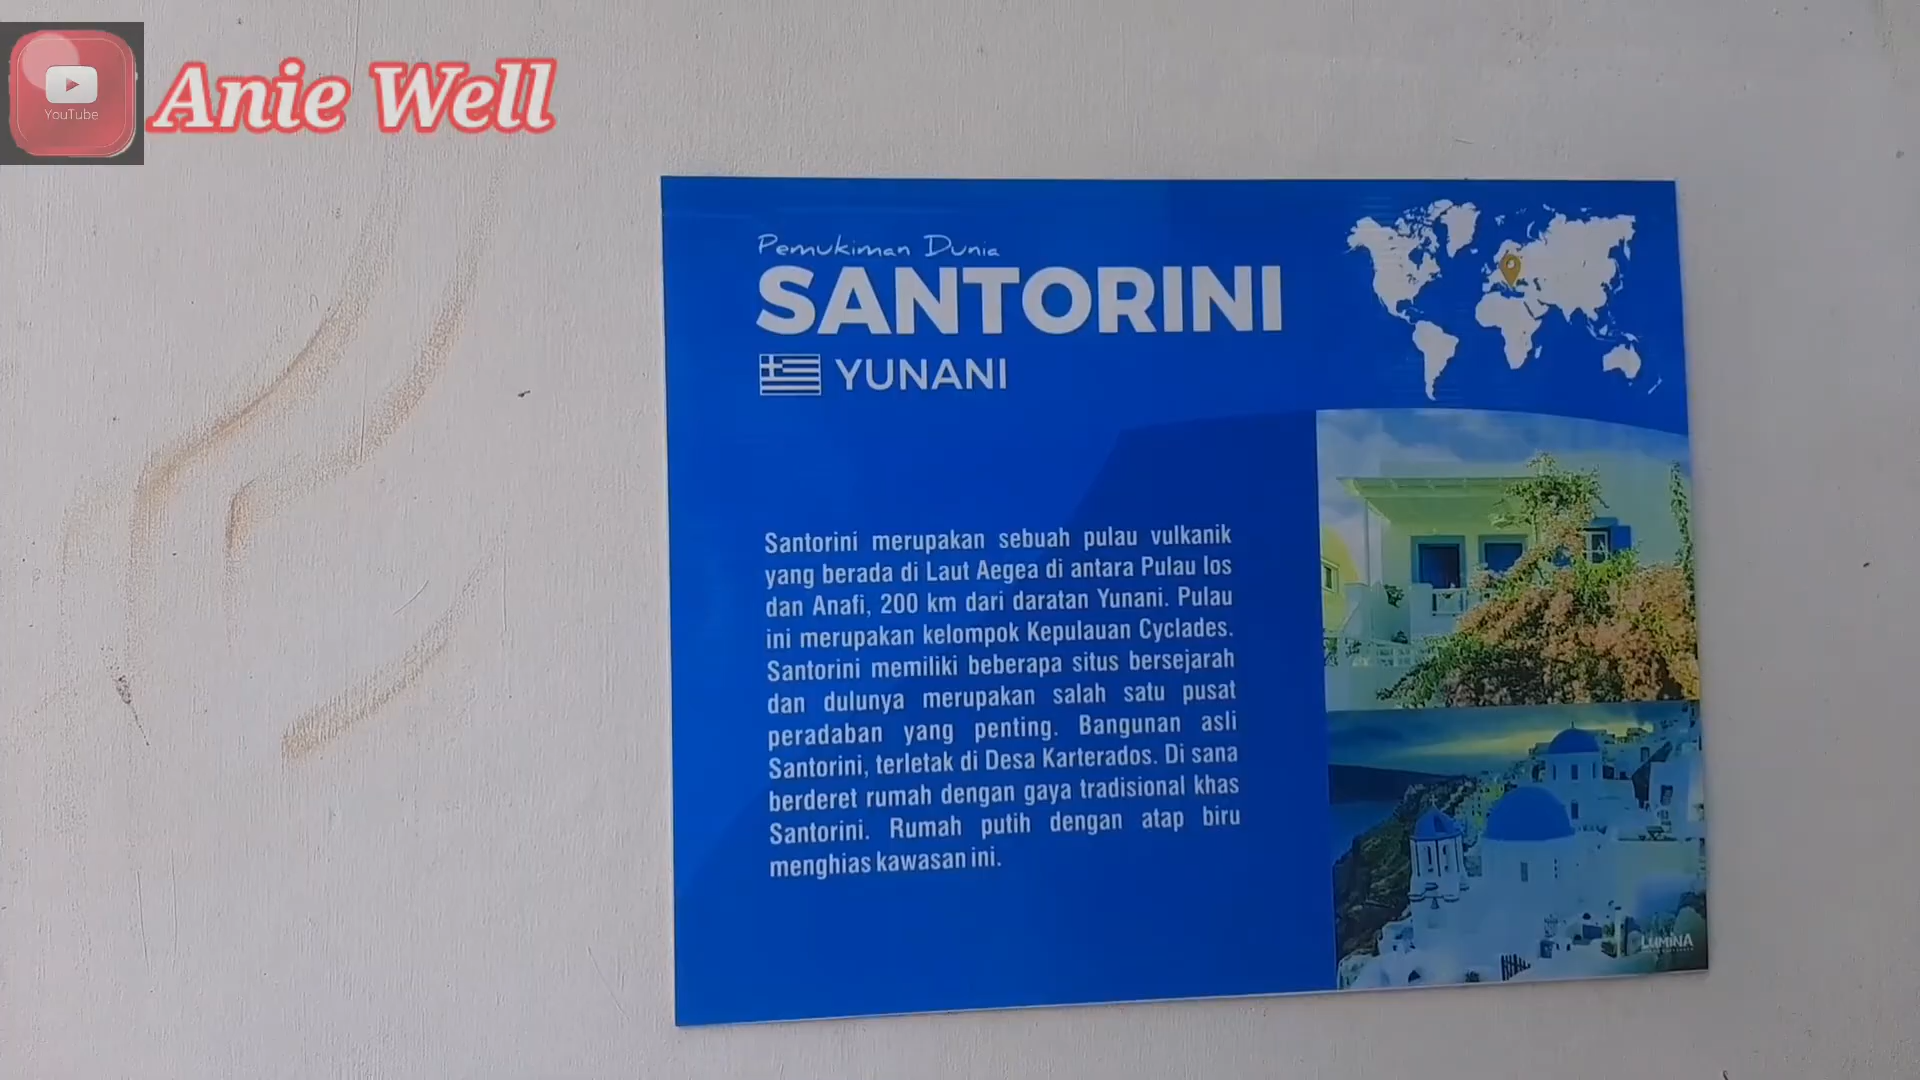 YouTube
Anie Well
Pemukiman Dunia
SANTORINI
YUNANI
Santorini merupakan sebuah pulau vulkanik
yang berada di Laut Aegea di antara Pulau Ios
dan Anafi, 200 km dari daratan Yunani. Pulau
ini merupakan kelompok Kepulauan Cyclades.
Santorini memiliki beberapa situs bersejarah
dan dulunya merupakan salah satu pusat
peradaban yang penting. Bangunan asli
Santorini, terletak di Desa Karterados. Di sana
berderet rumah dengan gaya tradisional khas
Santorini. Rumah putih dengan atap biru
menghias kawasan ini.
LUMINA